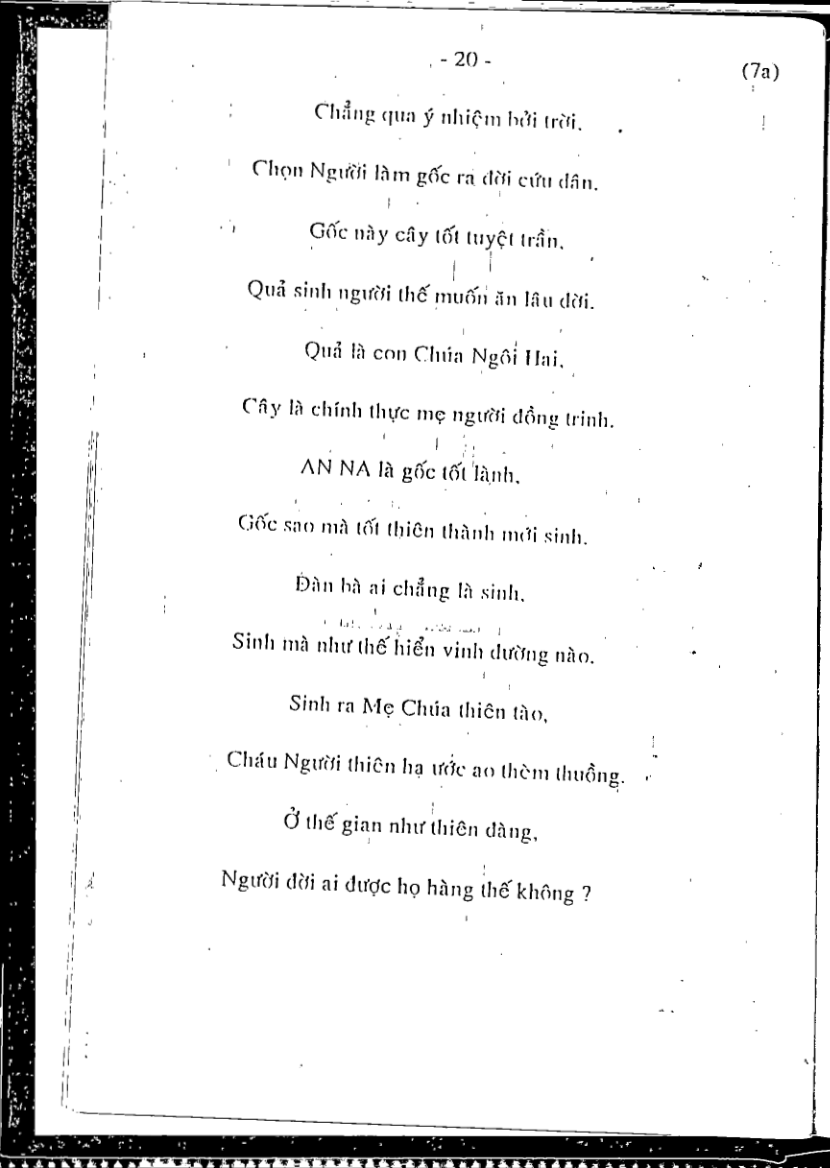 - 20 -
(7a)
Chẳng qua ý nhiệm bởi trời.
Chọn Người làm gốc ra đời cứu dân.
Gốc này cây tốt tuyệt trần,
Quả sinh người thế muốn ăn lâu đời.
Quả là con Chúa Ngôi Hai,
Cây là chính thực mẹ người đồng trinh.
AN NA là gốc tốt lành,
Gốc sao mà tốt thiên thành mới sinh.
Đàn bà ai chẳng là sinh,
Sinh mà như thế hiển vinh dường nào.
Sinh ra Mẹ Chúa thiên tào,
Cháu Người thiên hạ ước ao thèm thuồng.
Ở thế gian như thiên đàng,
Người đời ai được họ hàng thế không ?